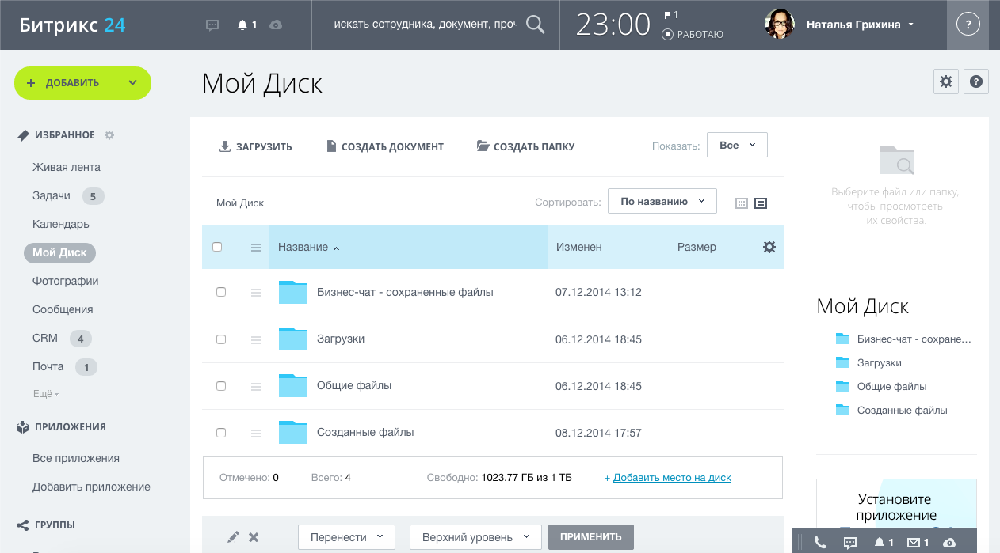 Битрикс 24
1
искать сотрудника, документ, проч
23:00
1
РАБОТАЮ
Наталья Грихина
?
+ ДОБАВИТЬ
Мой Диск
?
ИЗБРАННОЕ
Живая лента
Задачи 5
Календарь
Мой Диск
Фотографии
Сообщения
CRM 4
Почта 1
Ещё
ПРИЛОЖЕНИЯ
Все приложения
Добавить приложение
ГРУППЫ
ЗАГРУЗИТЬ
СОЗДАТЬ ДОКУМЕНТ
СОЗДАТЬ ПАПКУ
Показать: Все
Мой Диск
Сортировать: По названию
Название Изменен Размер
Бизнес-чат - сохраненные файлы 07.12.2014 13:12
Загрузки 06.12.2014 18:45
Общие файлы 06.12.2014 18:45
Созданные файлы 08.12.2014 17:57
Отмечено: 0 Всего: 4 Свободно: 1023.77 ГБ из 1 ТБ + Добавить место на диск
Перенести Верхний уровень ПРИМЕНИТЬ
Выберите файл или папку,
чтобы просмотреть
их свойства.
Мой Диск
Бизнес-чат - сохране...
Загрузки
Общие файлы
Созданные файлы
Установите
приложение
1 1